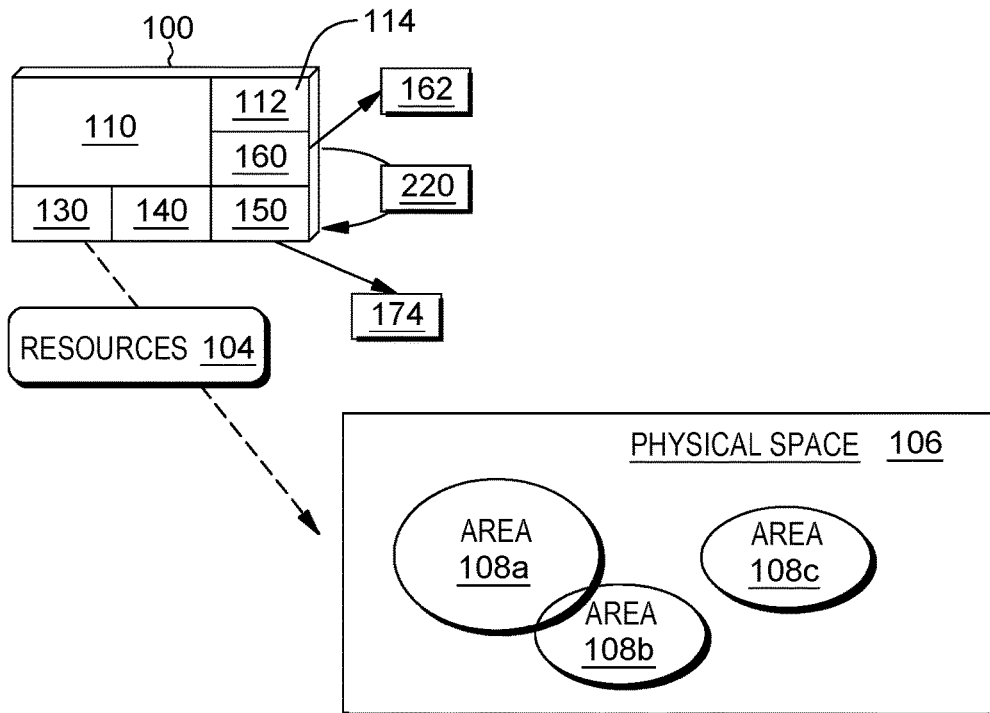 100
114
112
162
110
160
220
130 140 150
174
RESOURCES 104
PHYSICAL SPACE 106
AREA
108a
AREA
108c
AREA
108b